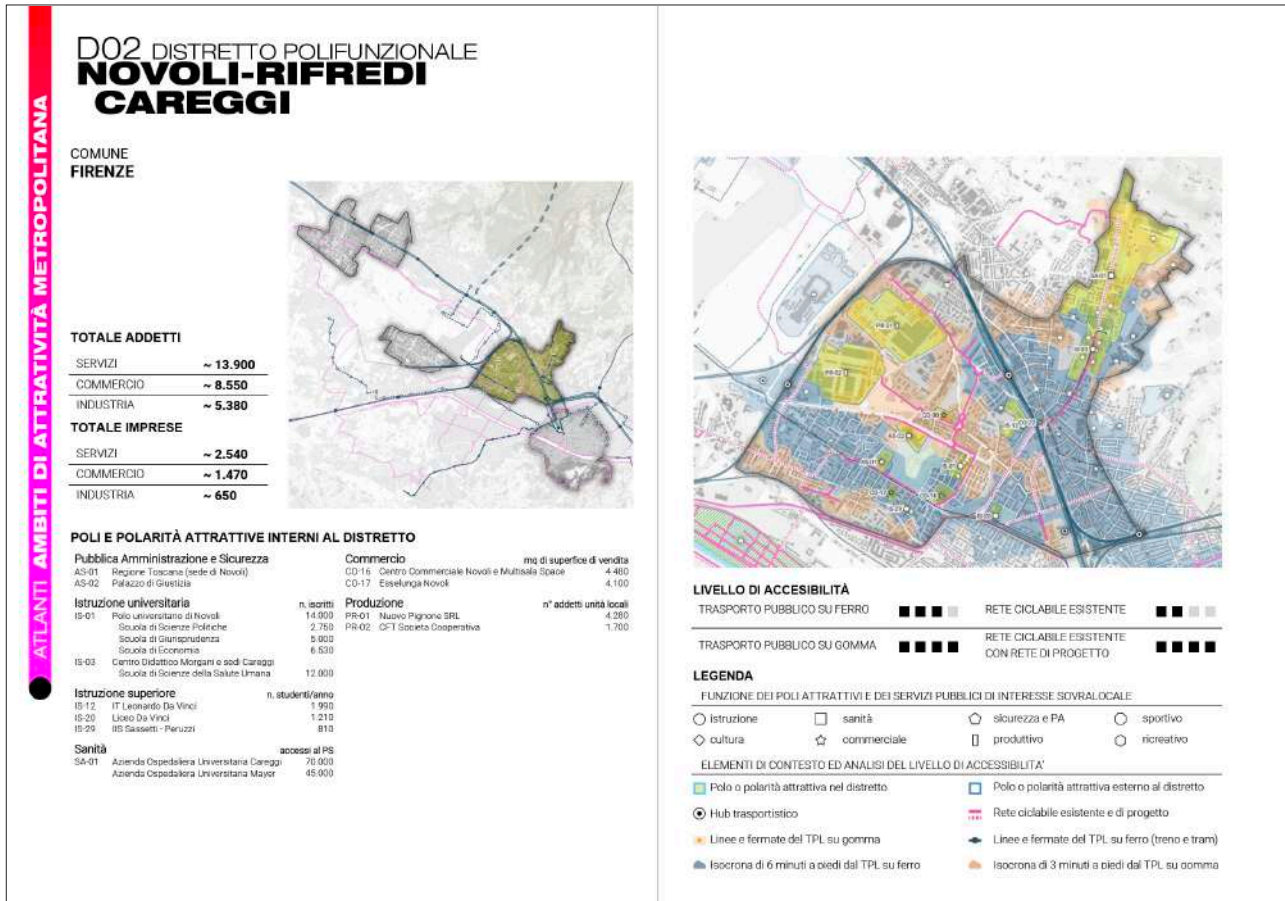 ATLANTI AMBITI DI ATTRATTIVITÀ METROPOLITANA
D02 DISTRETTO POLIFUNZIONALE
NOVOLI-RIFREDI
CAREGGI
COMUNE
FIRENZE
TOTALE ADDETTI
SERVIZI ~ 13.900
COMMERCIO ~ 8.550
INDUSTRIA ~ 5.380
TOTALE IMPRESE
SERVIZI ~ 2.540
COMMERCIO ~ 1.470
INDUSTRIA ~ 650
POLI E POLARITÀ ATTRATTIVE INTERNI AL DISTRETTO
Pubblica Amministrazione e Sicurezza
AS-01 Regione Toscana (sede di Novoli)
AS-02 Palazzo di Giustizia
Istruzione universitaria n. iscritti
IS-01 Polo universitario di Novoli 14.000
Scuola di Scienze Politiche 2.750
Scuola di Giurisprudenza 5.000
Scuola di Economia 6.530
IS-03 Centro Didattico Morgani e sedi Careggi
Scuola di Scienze della Salute Umana 12.000
Istruzione superiore n. studenti/anno
IS-12 IT Leonardo Da Vinci 1.990
IS-20 Liceo Da Vinci 1.210
IS-29 IIS Sassetti - Peruzzi 810
Sanità accessi al PS
SA-01 Azienda Ospedaliera Universitaria Careggi 70.000
Azienda Ospedaliera Universitaria Mayer 45.000
Commercio mq di superfice di vendita
CO-16 Centro Commerciale Novoli e Multisala Space 4.480
CO-17 Esselunga Novoli 4.100
Produzione n° addetti unità locali
PR-01 Nuovo Pignone SRL 4.280
PR-02 CFT Societa Cooperativa 1.700
SA-01
PR-01
PR-02
LIVELLO DI ACCESIBILITÀ
TRASPORTO PUBBLICO SU FERRO
RETE CICLABILE ESISTENTE
TRASPORTO PUBBLICO SU GOMMA
RETE CICLABILE ESISTENTE
CON RETE DI PROGETTO
LEGENDA
FUNZIONE DEI POLI ATTRATTIVI E DEI SERVIZI PUBBLICI DI INTERESSE SOVRALOCALE
istruzione sanità sicurezza e PA sportivo
cultura commerciale produttivo ricreativo
ELEMENTI DI CONTESTO ED ANALISI DEL LIVELLO DI ACCESSIBILITA'
Polo o polarità attrattiva nel distretto Polo o polarità attrattiva esterno al distretto
Hub trasportistico Rete ciclabile esistente e di progetto
Linee e fermate del TPL su gomma Linee e fermate del TPL su ferro (treno e tram)
Isocrona di 6 minuti a piedi dal TPL su ferro Isocrona di 3 minuti a piedi dal TPL su gomma